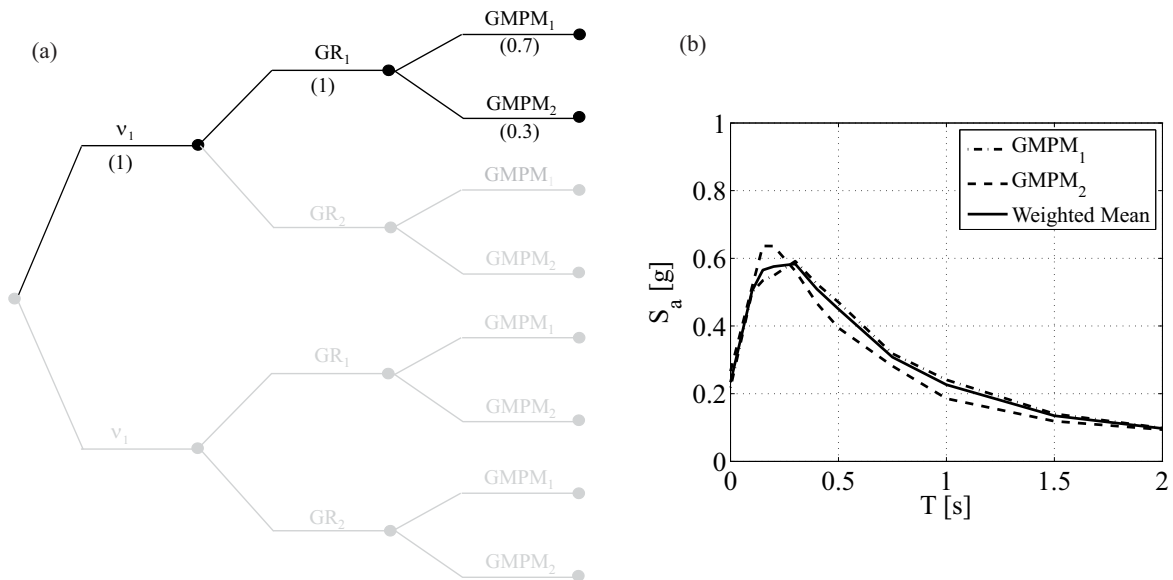 (a)
GMPM₁
(0.7)
GR₁
(1)
GMPM₂
(0.3)
ν₁
(1)
GMPM₁
GR₂
GMPM₂
GMPM₁
GR₁
GMPM₂
ν₁
GMPM₁
GR₂
GMPM₂
(b)
1
0.8
0.6
0.4
0.2
0
Sₐ [g]
GMPM₁
GMPM₂
Weighted Mean
0 0.5 1 1.5 2
T [s]